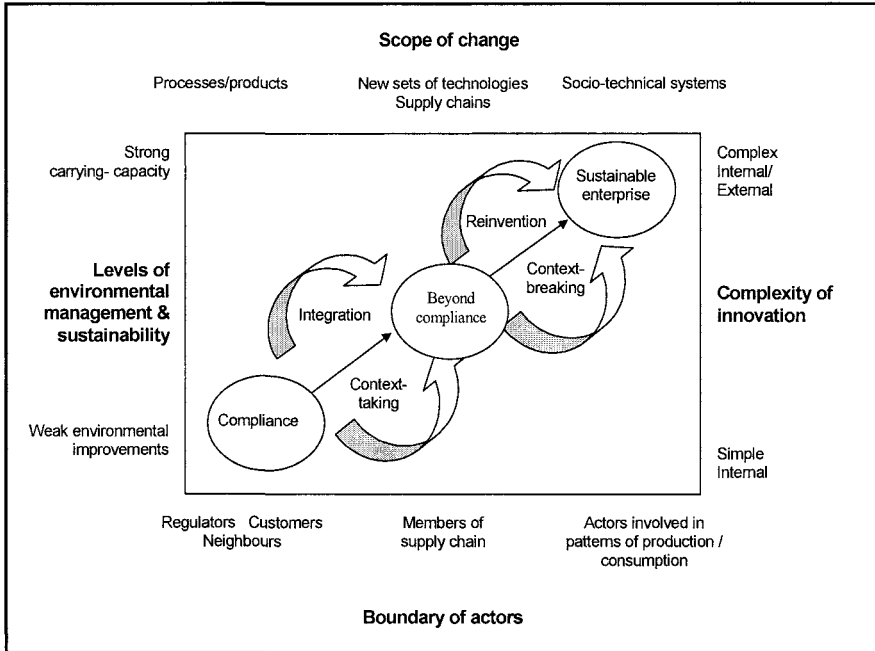 Scope of change
Processes/products
New sets of technologies
Supply chains
Socio-technical systems
Strong
carrying- capacity
Complex
Internal/
External
Sustainable
enterprise
Reinvention
Levels of
environmental
management &
sustainability
Context-
breaking
Complexity of
innovation
Integration
Beyond
compliance
Context-
taking
Compliance
Weak environmental
improvements
Simple
Internal
Regulators Customers
Neighbours
Members of
supply chain
Actors involved in
patterns of production /
consumption
Boundary of actors